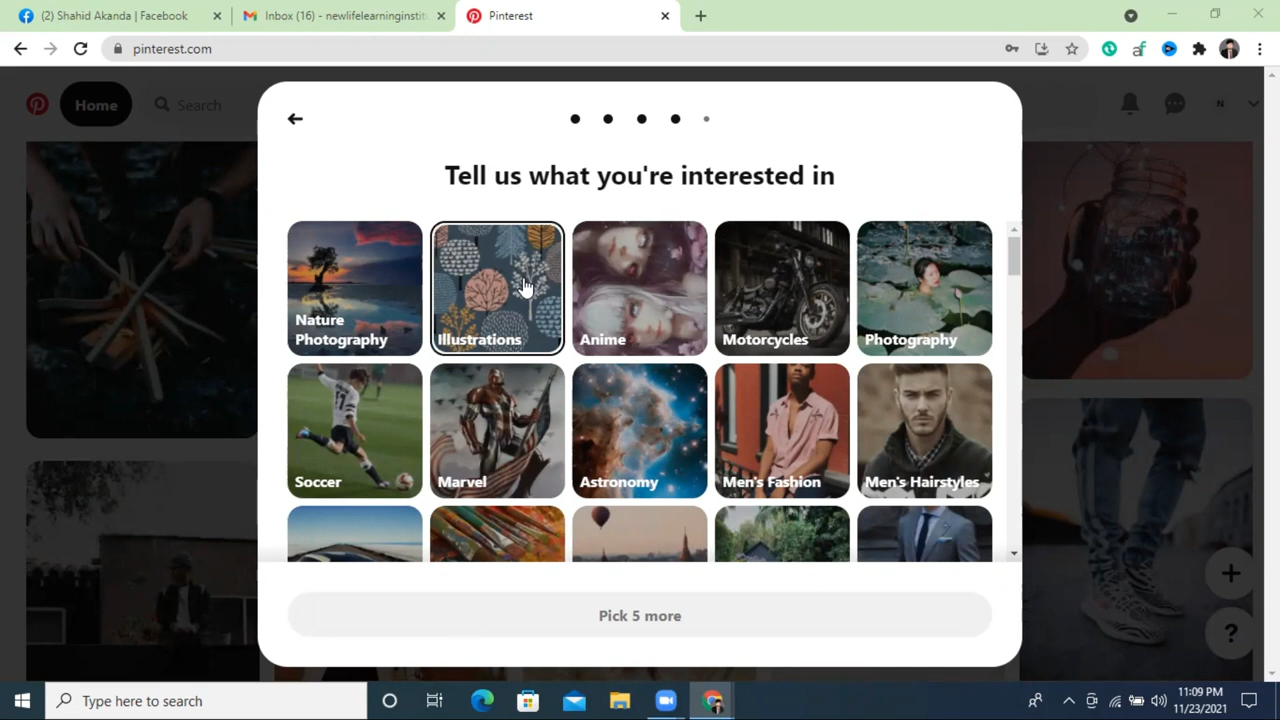 (2) Shahid Akanda | Facebook
Inbox (16) - newlifelearninginstit
Pinterest
pinterest.com
Home
Search
N
Tell us what you're interested in
Nature
Photography
Illustrations
Anime
Motorcycles
Photography
17
Soccer
Marvel
Astronomy
Men's Fashion
Men's Hairstyles
Pick 5 more
?
Type here to search
11:09 PM
11/23/2021